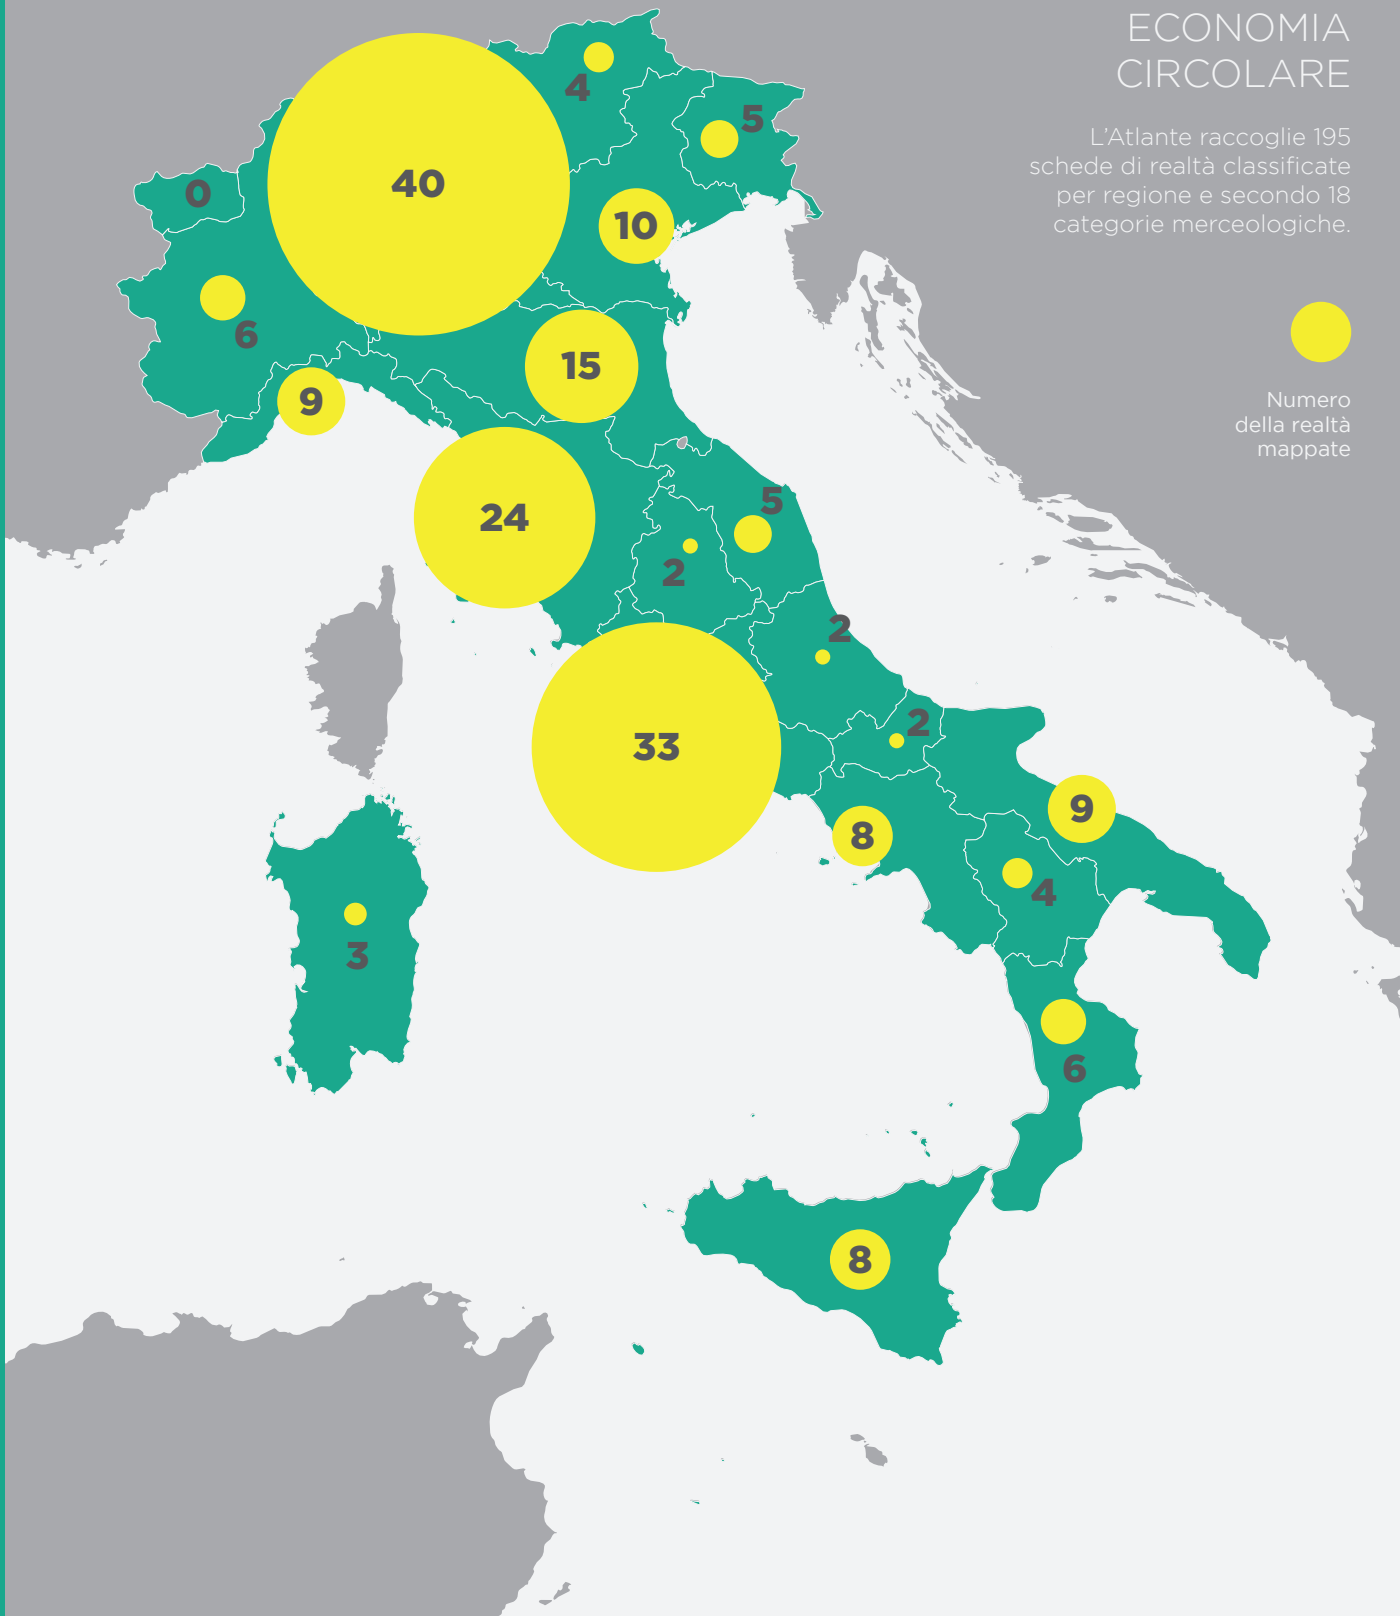 ECONOMIA
CIRCOLARE
L'Atlante raccoglie 195
schede di realtà classificate
per regione e secondo 18
categorie merceologiche.
Numero
della realtà
mappate
4
5
0
40
10
6
15
9
24
5
2
2
2
33
9
8
4
3
6
8